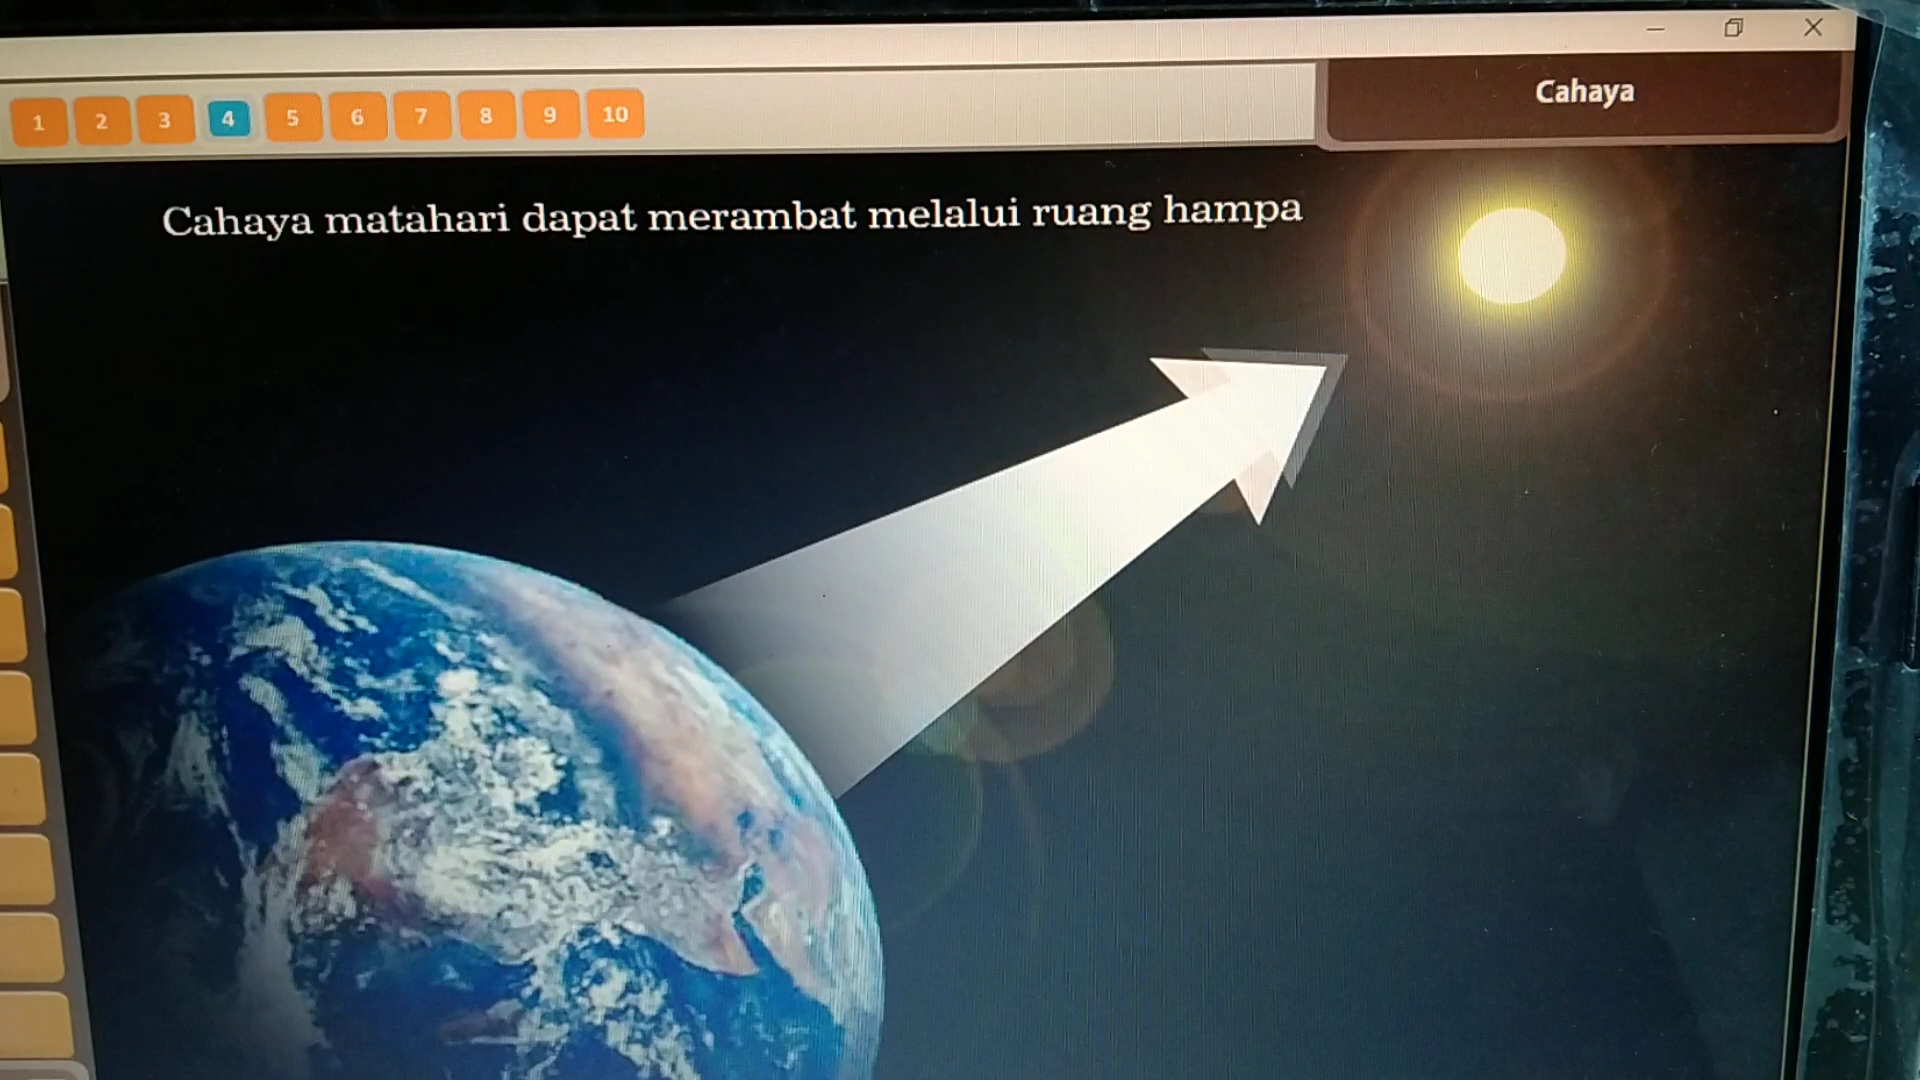 1 2 3 4 5 6 7 8 9 10
Cahaya
Cahaya matahari dapat merambat melalui ruang hampa